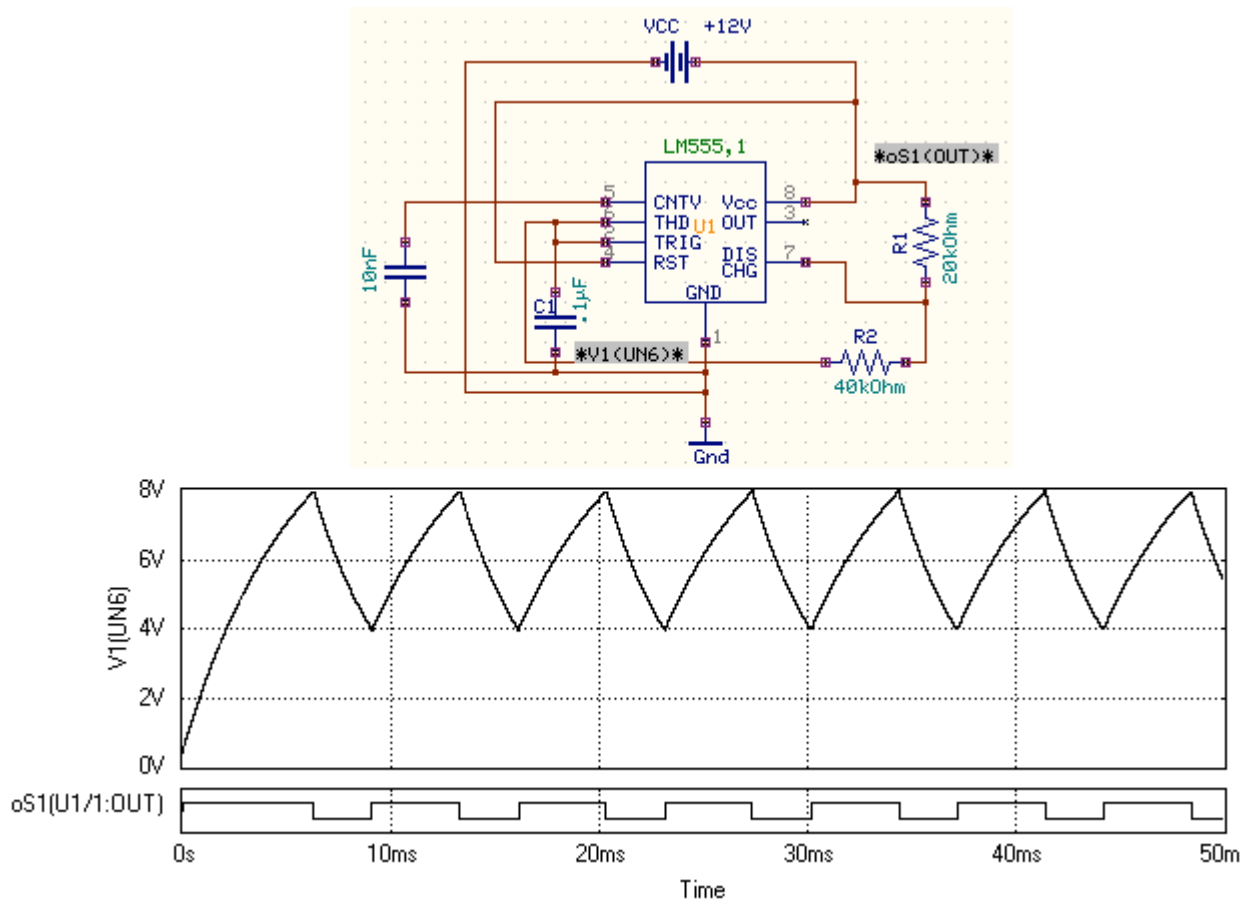 VCC +12V
LM555,1
*oS1(OUT)*
5 CNTV Vcc 8
6 THD U1 OUT 3
TRIG
4 RST DIS CHG 7
GND
R1
20kOhm
10nF
C1
.1µF
1
*V1(UN6)*
R2
40kOhm
Gnd
8V
6V
4V
2V
0V
V1(UN6)
oS1(U1/1:OUT)
0s 10ms 20ms 30ms 40ms 50m
Time